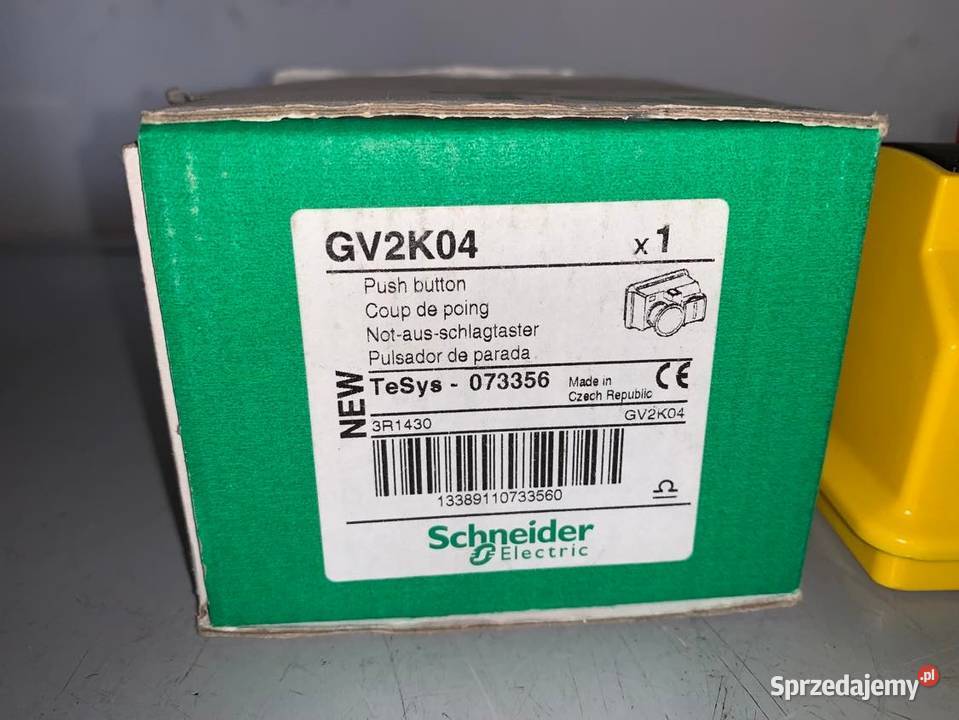 GV2K04 x 1
Push button
Coup de poing
Not-aus-schlagtaster
Pulsador de parada
NEW
TeSys - 073356
Made in
Czech Republic
CE
3R1430
GV2K04
13389110733560
Schneider
Electric
Sprzedajemy.pl